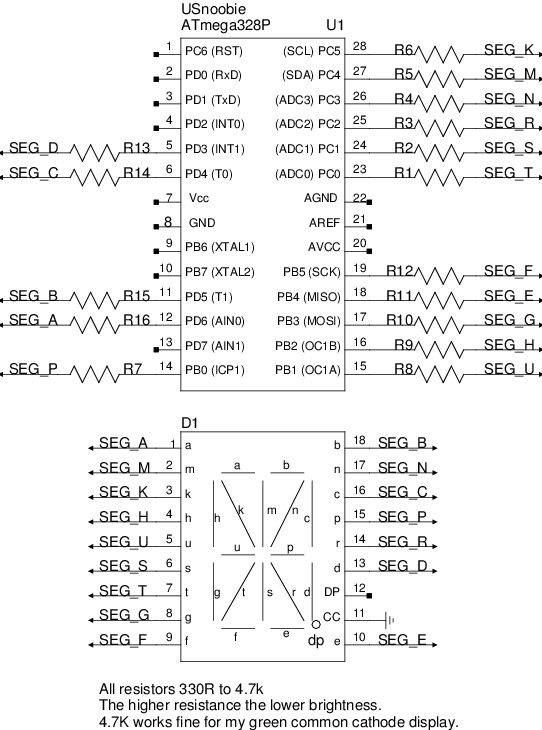 USnoobie
ATmega328P U1
1 PC6 (RST) (SCL) PC5 28 R6 SEG_K
2 PD0 (RxD) (SDA) PC4 27 R5 SEG_M
3 PD1 (TxD) (ADC3) PC3 26 R4 SEG_N
4 PD2 (INT0) (ADC2) PC2 25 R3 SEG_R
SEG_D R13 5 PD3 (INT1) (ADC1) PC1 24 R2 SEG_S
SEG_C R14 6 PD4 (T0) (ADC0) PC0 23 R1 SEG_T
7 Vcc AGND 22
8 GND AREF 21
9 PB6 (XTAL1) AVCC 20
10 PB7 (XTAL2) PB5 (SCK) 19 R12 SEG_F
SEG_B R15 11 PD5 (T1) PB4 (MISO) 18 R11 SEG_E
SEG_A R16 12 PD6 (AIN0) PB3 (MOSI) 17 R10 SEG_G
13 PD7 (AIN1) PB2 (OC1B) 16 R9 SEG_H
SEG_P R7 14 PB0 (ICP1) PB1 (OC1A) 15 R8 SEG_U
D1
SEG_A 1 a b 18 SEG_B
SEG_M 2 m a b n 17 SEG_N
SEG_K 3 k c 16 SEG_C
SEG_H 4 h h k m n c p 15 SEG_P
SEG_U 5 u u p r 14 SEG_R
SEG_S 6 s d 13 SEG_D
SEG_T 7 t g t s r d DP 12
SEG_G 8 g CC 11
SEG_F 9 f f e dp e 10 SEG_E
All resistors 330R to 4.7k
The higher resistance the lower brightness.
4.7K works fine for my green common cathode display.